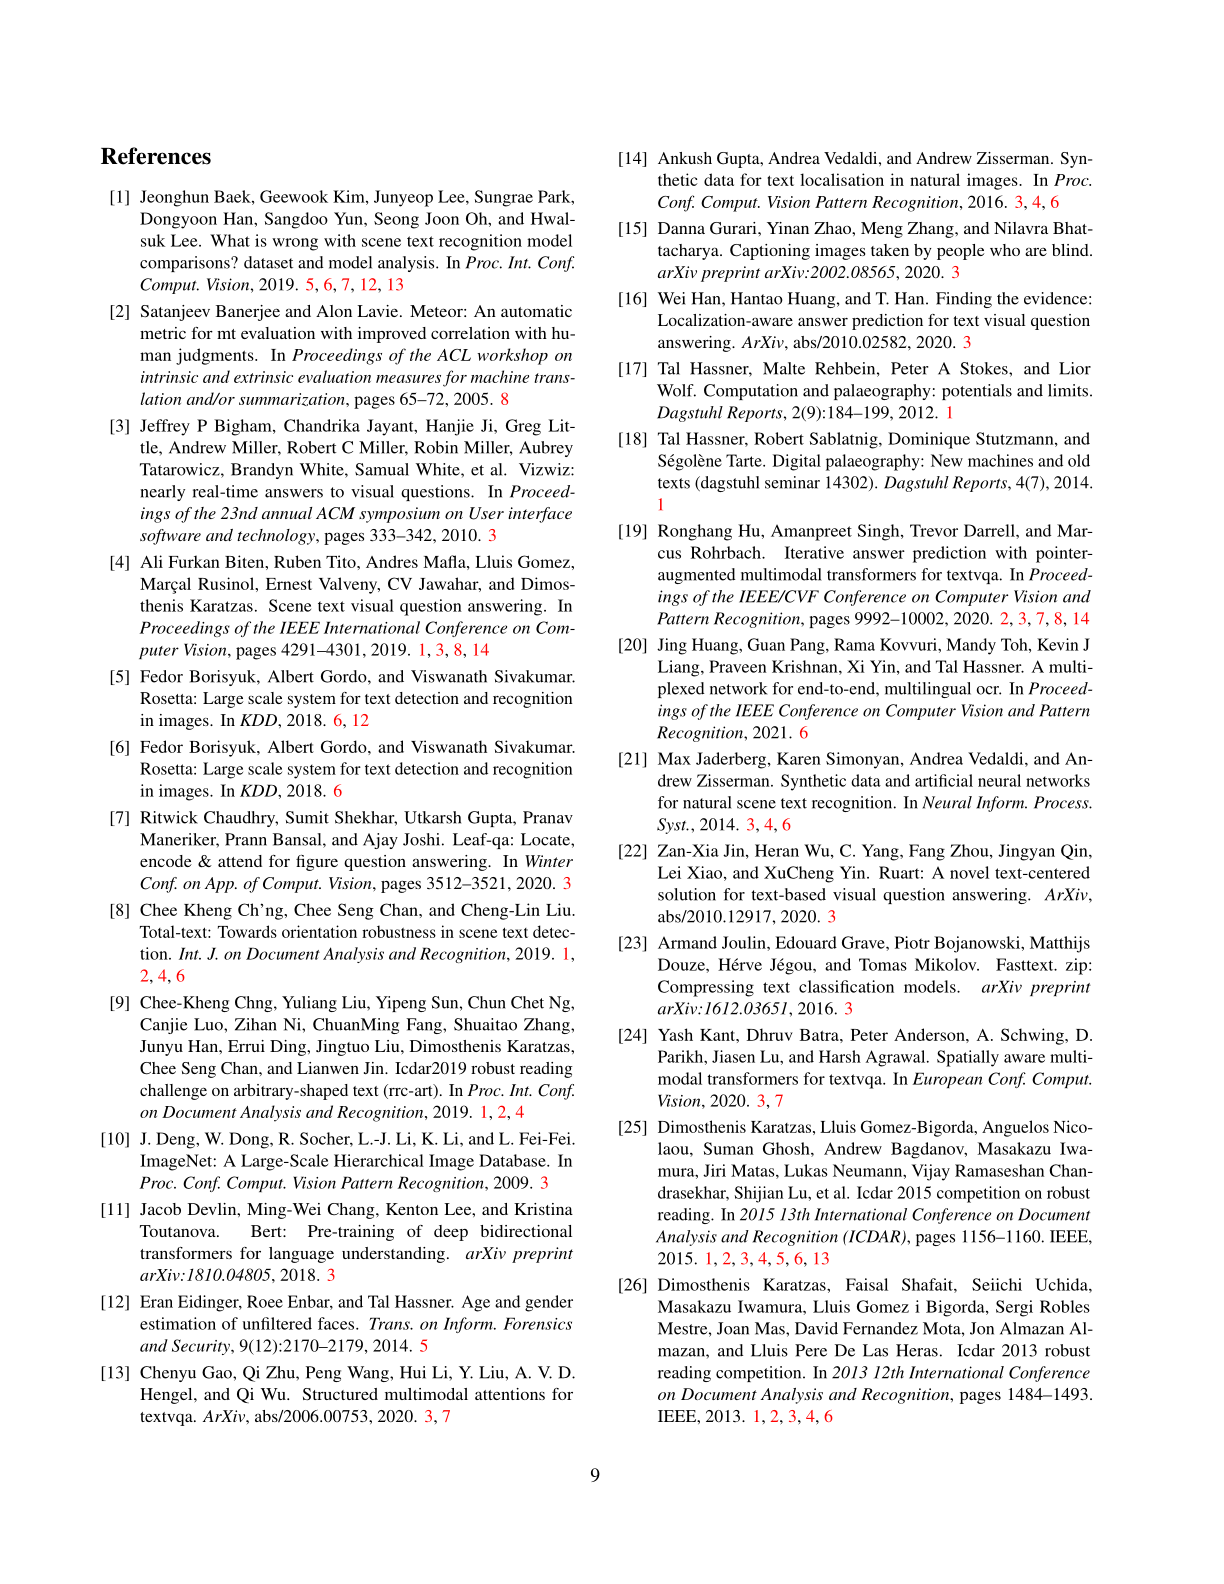 References
[1] Jeonghun Baek, Geewook Kim, Junyeop Lee, Sungrae Park,
Dongyoon Han, Sangdoo Yun, Seong Joon Oh, and Hwal-
suk Lee. What is wrong with scene text recognition model
comparisons? dataset and model analysis. In Proc. Int. Conf.
Comput. Vision, 2019. 5, 6, 7, 12, 13
[2] Satanjeev Banerjee and Alon Lavie. Meteor: An automatic
metric for mt evaluation with improved correlation with hu-
man judgments. In Proceedings of the ACL workshop on
intrinsic and extrinsic evaluation measures for machine trans-
lation and/or summarization, pages 65–72, 2005. 8
[3] Jeffrey P Bigham, Chandrika Jayant, Hanjie Ji, Greg Lit-
tle, Andrew Miller, Robert C Miller, Robin Miller, Aubrey
Tatarowicz, Brandyn White, Samual White, et al. Vizwiz:
nearly real-time answers to visual questions. In Proceed-
ings of the 23nd annual ACM symposium on User interface
software and technology, pages 333–342, 2010. 3
[4] Ali Furkan Biten, Ruben Tito, Andres Mafla, Lluis Gomez,
Marçal Rusinol, Ernest Valveny, CV Jawahar, and Dimos-
thenis Karatzas. Scene text visual question answering. In
Proceedings of the IEEE International Conference on Com-
puter Vision, pages 4291–4301, 2019. 1, 3, 8, 14
[5] Fedor Borisyuk, Albert Gordo, and Viswanath Sivakumar.
Rosetta: Large scale system for text detection and recognition
in images. In KDD, 2018. 6, 12
[6] Fedor Borisyuk, Albert Gordo, and Viswanath Sivakumar.
Rosetta: Large scale system for text detection and recognition
in images. In KDD, 2018. 6
[7] Ritwick Chaudhry, Sumit Shekhar, Utkarsh Gupta, Pranav
Maneriker, Prann Bansal, and Ajay Joshi. Leaf-qa: Locate,
encode & attend for figure question answering. In Winter
Conf. on App. of Comput. Vision, pages 3512–3521, 2020. 3
[8] Chee Kheng Ch'ng, Chee Seng Chan, and Cheng-Lin Liu.
Total-text: Towards orientation robustness in scene text detec-
tion. Int. J. on Document Analysis and Recognition, 2019. 1,
2, 4, 6
[9] Chee-Kheng Chng, Yuliang Liu, Yipeng Sun, Chun Chet Ng,
Canjie Luo, Zihan Ni, ChuanMing Fang, Shuaitao Zhang,
Junyu Han, Errui Ding, Jingtuo Liu, Dimosthenis Karatzas,
Chee Seng Chan, and Lianwen Jin. Icdar2019 robust reading
challenge on arbitrary-shaped text (rrc-art). In Proc. Int. Conf.
on Document Analysis and Recognition, 2019. 1, 2, 4
[10] J. Deng, W. Dong, R. Socher, L.-J. Li, K. Li, and L. Fei-Fei.
ImageNet: A Large-Scale Hierarchical Image Database. In
Proc. Conf. Comput. Vision Pattern Recognition, 2009. 3
[11] Jacob Devlin, Ming-Wei Chang, Kenton Lee, and Kristina
Toutanova. Bert: Pre-training of deep bidirectional
transformers for language understanding. arXiv preprint
arXiv:1810.04805, 2018. 3
[12] Eran Eidinger, Roee Enbar, and Tal Hassner. Age and gender
estimation of unfiltered faces. Trans. on Inform. Forensics
and Security, 9(12):2170–2179, 2014. 5
[13] Chenyu Gao, Qi Zhu, Peng Wang, Hui Li, Y. Liu, A. V. D.
Hengel, and Qi Wu. Structured multimodal attentions for
textvqa. ArXiv, abs/2006.00753, 2020. 3, 7
[14] Ankush Gupta, Andrea Vedaldi, and Andrew Zisserman. Syn-
thetic data for text localisation in natural images. In Proc.
Conf. Comput. Vision Pattern Recognition, 2016. 3, 4, 6
[15] Danna Gurari, Yinan Zhao, Meng Zhang, and Nilavra Bhat-
tacharya. Captioning images taken by people who are blind.
arXiv preprint arXiv:2002.08565, 2020. 3
[16] Wei Han, Hantao Huang, and T. Han. Finding the evidence:
Localization-aware answer prediction for text visual question
answering. ArXiv, abs/2010.02582, 2020. 3
[17] Tal Hassner, Malte Rehbein, Peter A Stokes, and Lior
Wolf. Computation and palaeography: potentials and limits.
Dagstuhl Reports, 2(9):184–199, 2012. 1
[18] Tal Hassner, Robert Sablatnig, Dominique Stutzmann, and
Ségolène Tarte. Digital palaeography: New machines and old
texts (dagstuhl seminar 14302). Dagstuhl Reports, 4(7), 2014.
1
[19] Ronghang Hu, Amanpreet Singh, Trevor Darrell, and Mar-
cus Rohrbach. Iterative answer prediction with pointer-
augmented multimodal transformers for textvqa. In Proceed-
ings of the IEEE/CVF Conference on Computer Vision and
Pattern Recognition, pages 9992–10002, 2020. 2, 3, 7, 8, 14
[20] Jing Huang, Guan Pang, Rama Kovvuri, Mandy Toh, Kevin J
Liang, Praveen Krishnan, Xi Yin, and Tal Hassner. A multi-
plexed network for end-to-end, multilingual ocr. In Proceed-
ings of the IEEE Conference on Computer Vision and Pattern
Recognition, 2021. 6
[21] Max Jaderberg, Karen Simonyan, Andrea Vedaldi, and An-
drew Zisserman. Synthetic data and artificial neural networks
for natural scene text recognition. In Neural Inform. Process.
Syst., 2014. 3, 4, 6
[22] Zan-Xia Jin, Heran Wu, C. Yang, Fang Zhou, Jingyan Qin,
Lei Xiao, and XuCheng Yin. Ruart: A novel text-centered
solution for text-based visual question answering. ArXiv,
abs/2010.12917, 2020. 3
[23] Armand Joulin, Edouard Grave, Piotr Bojanowski, Matthijs
Douze, Hérve Jégou, and Tomas Mikolov. Fasttext. zip:
Compressing text classification models. arXiv preprint
arXiv:1612.03651, 2016. 3
[24] Yash Kant, Dhruv Batra, Peter Anderson, A. Schwing, D.
Parikh, Jiasen Lu, and Harsh Agrawal. Spatially aware multi-
modal transformers for textvqa. In European Conf. Comput.
Vision, 2020. 3, 7
[25] Dimosthenis Karatzas, Lluis Gomez-Bigorda, Anguelos Nico-
laou, Suman Ghosh, Andrew Bagdanov, Masakazu Iwa-
mura, Jiri Matas, Lukas Neumann, Vijay Ramaseshan Chan-
drasekhar, Shijian Lu, et al. Icdar 2015 competition on robust
reading. In 2015 13th International Conference on Document
Analysis and Recognition (ICDAR), pages 1156–1160. IEEE,
2015. 1, 2, 3, 4, 5, 6, 13
[26] Dimosthenis Karatzas, Faisal Shafait, Seiichi Uchida,
Masakazu Iwamura, Lluis Gomez i Bigorda, Sergi Robles
Mestre, Joan Mas, David Fernandez Mota, Jon Almazan Al-
mazan, and Lluis Pere De Las Heras. Icdar 2013 robust
reading competition. In 2013 12th International Conference
on Document Analysis and Recognition, pages 1484–1493.
IEEE, 2013. 1, 2, 3, 4, 6
9